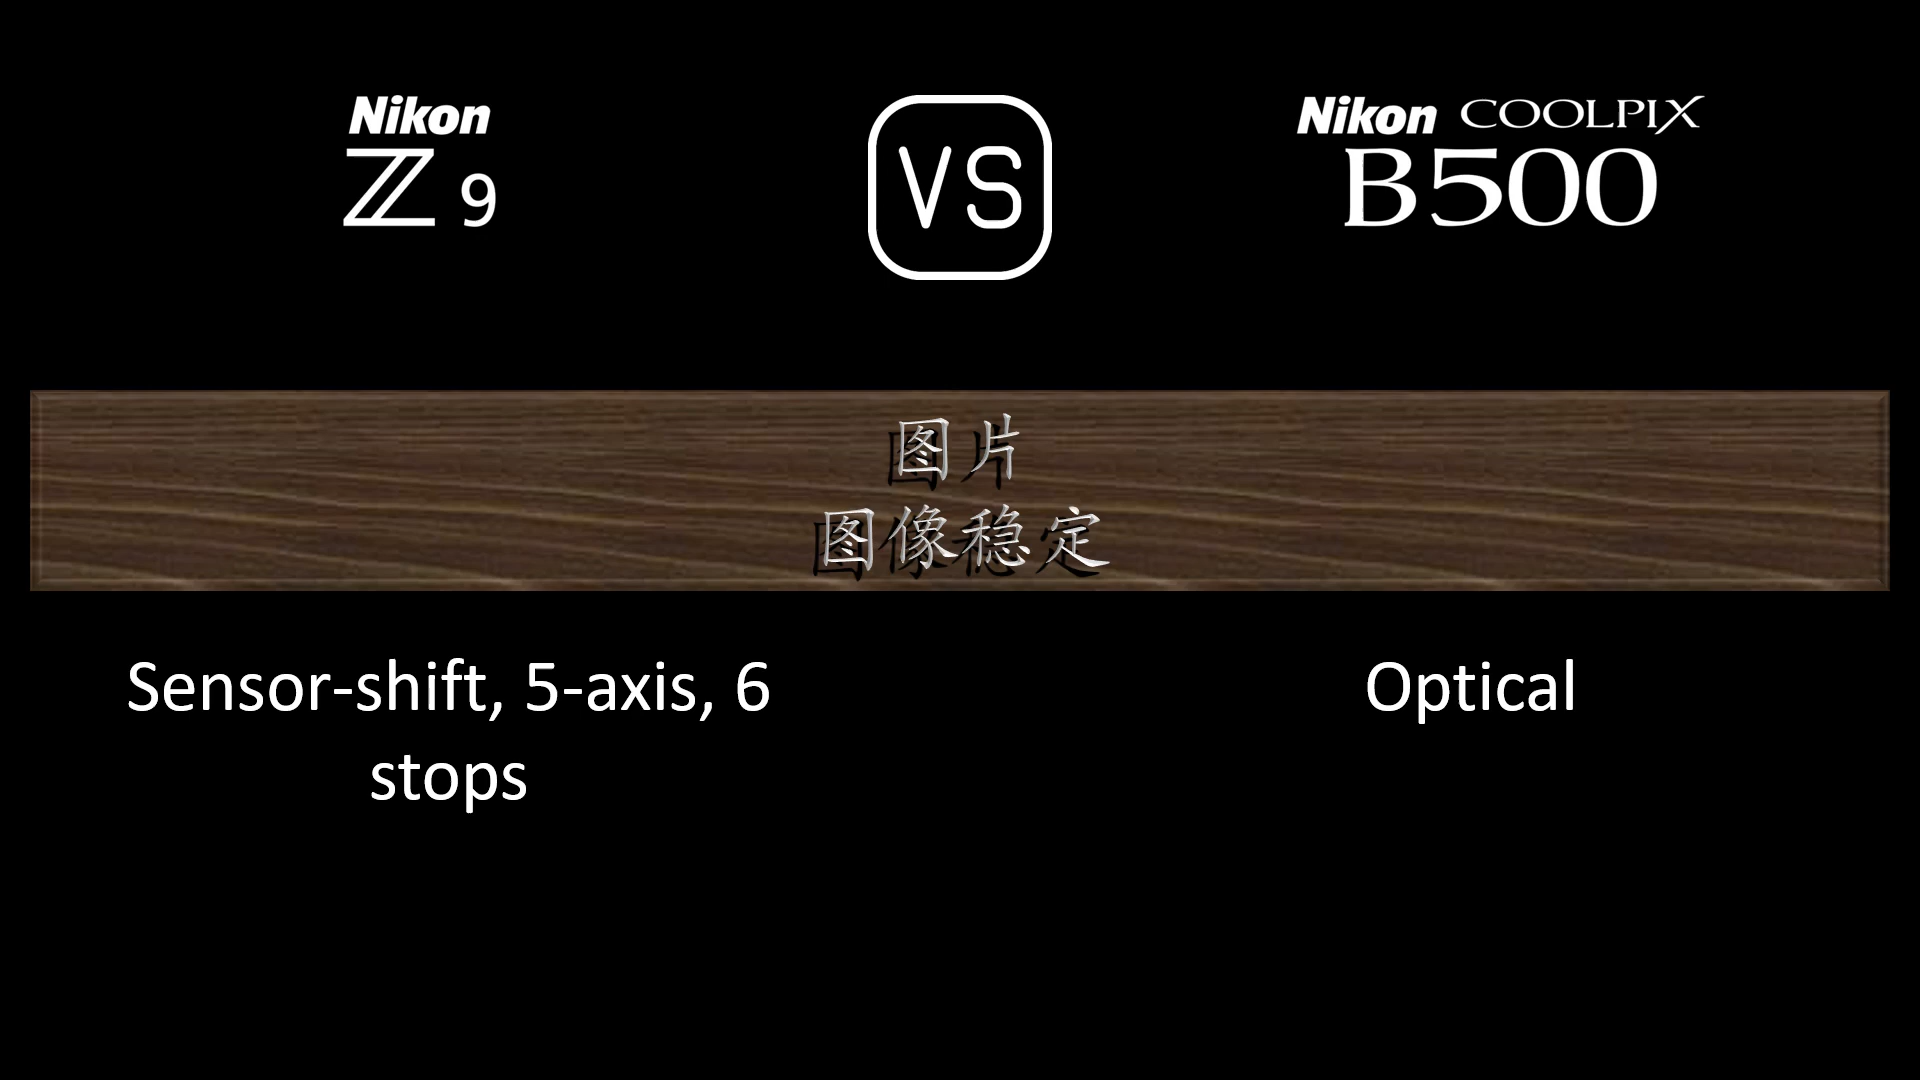 Nikon
Z 9
VS
Nikon COOLPIX
B500
图片
图像稳定
Sensor-shift, 5-axis, 6
stops
Optical